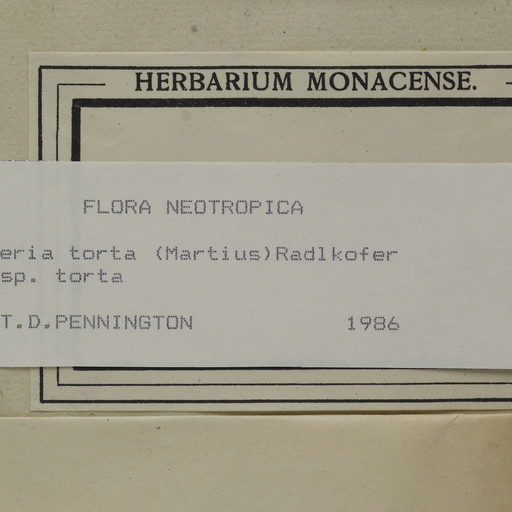 HERBARIUM MONACENSE.
FLORA NEOTROPICA
eria torta (Martius)Radlkofer
sp. torta
T.D.PENNINGTON 1986